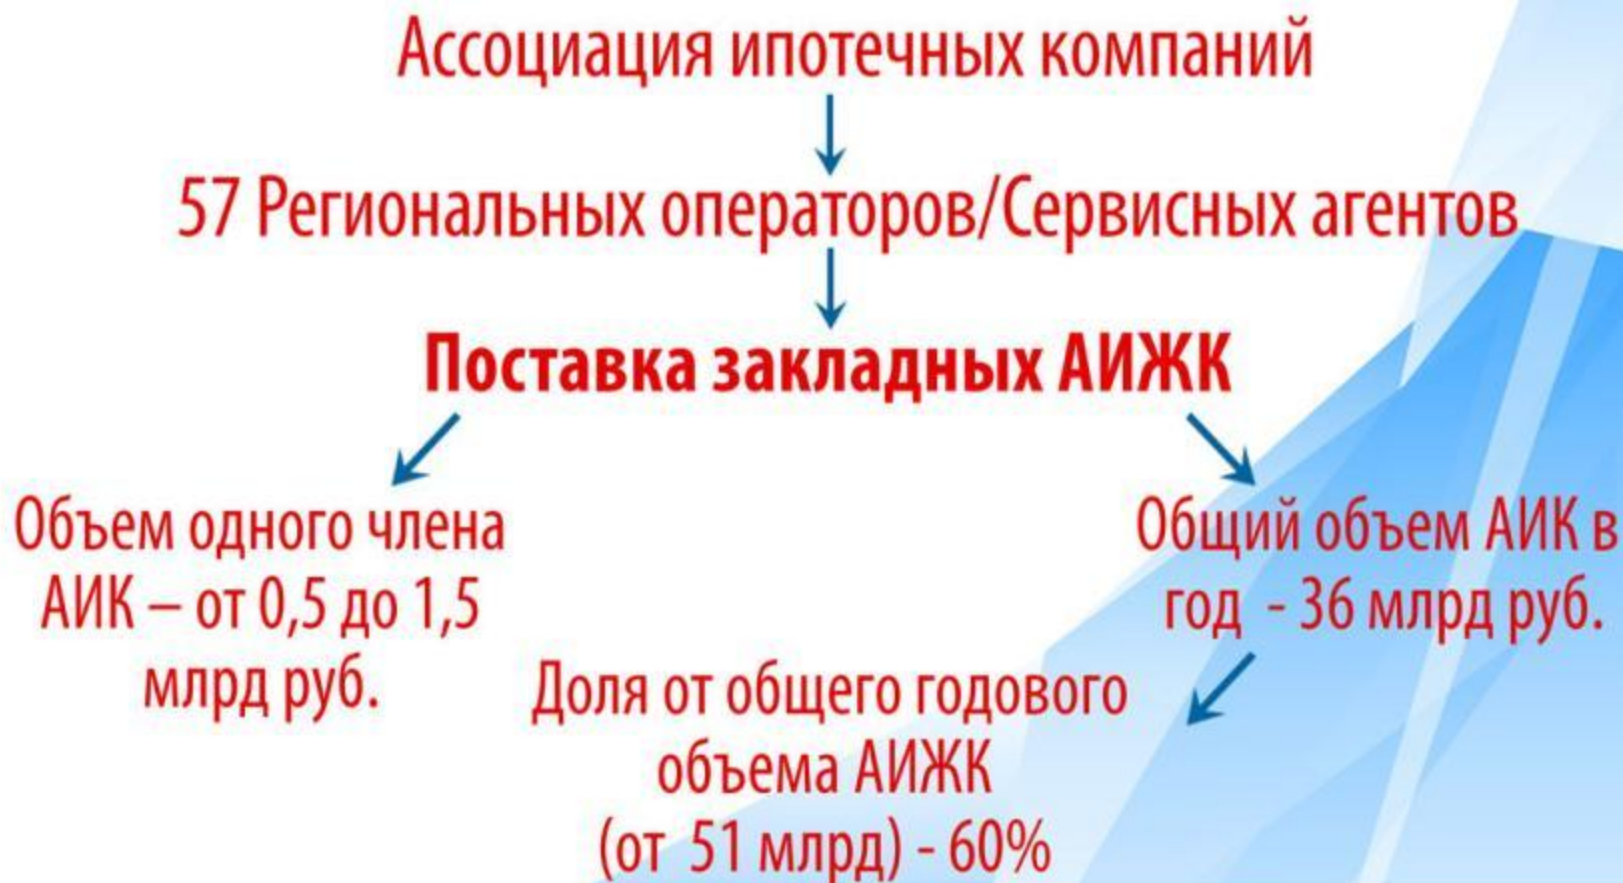 Ассоциация ипотечных компаний
57 Региональных операторов/Сервисных агентов
Поставка закладных АИЖК
Объем одного члена
АИК – от 0,5 до 1,5
млрд руб.
Общий объем АИК в
год - 36 млрд руб.
Доля от общего годового
объема АИЖК
(от 51 млрд) - 60%